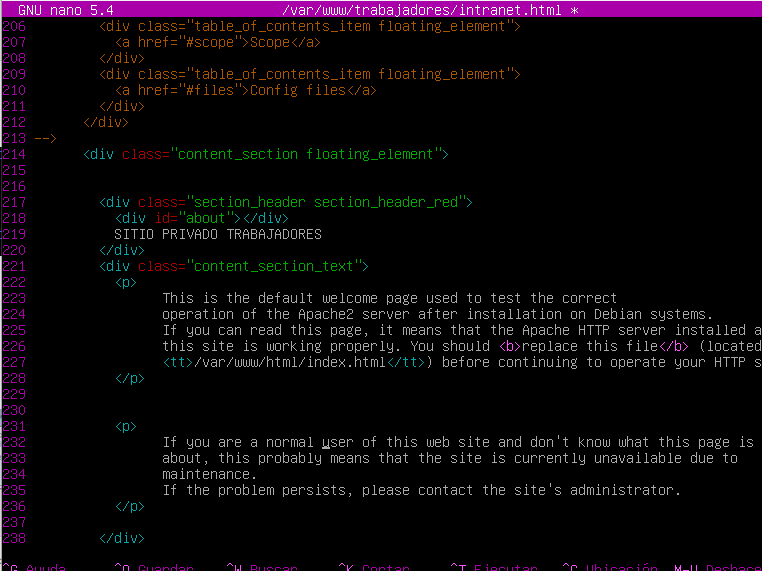 GNU nano 5.4 /var/www/trabajadores/intranet.html *
206 <div class="table_of_contents_item floating_element">
207 <a href="#scope">Scope</a>
208 </div>
209 <div class="table_of_contents_item floating_element">
210 <a href="#files">Config files</a>
211 </div>
212 </div>
213 -->
214 <div class="content_section floating_element">
215
216
217 <div class="section_header section_header_red">
218 <div id="about"></div>
219 SITIO PRIVADO TRABAJADORES
220 </div>
221 <div class="content_section_text">
222 <p>
223 This is the default welcome page used to test the correct
224 operation of the Apache2 server after installation on Debian systems.
225 If you can read this page, it means that the Apache HTTP server installed a
226 this site is working properly. You should <b>replace this file</b> (located
227 <tt>/var/www/html/index.html</tt>) before continuing to operate your HTTP s
228 </p>
229
230
231 <p>
232 If you are a normal user of this web site and don't know what this page is
233 about, this probably means that the site is currently unavailable due to
234 maintenance.
235 If the problem persists, please contact the site's administrator.
236 </p>
237
238 </div>
^G Ayuda ^O Guardar ^W Buscar ^K Cortar ^T Ejecutar ^C Ubicación M-U Deshace